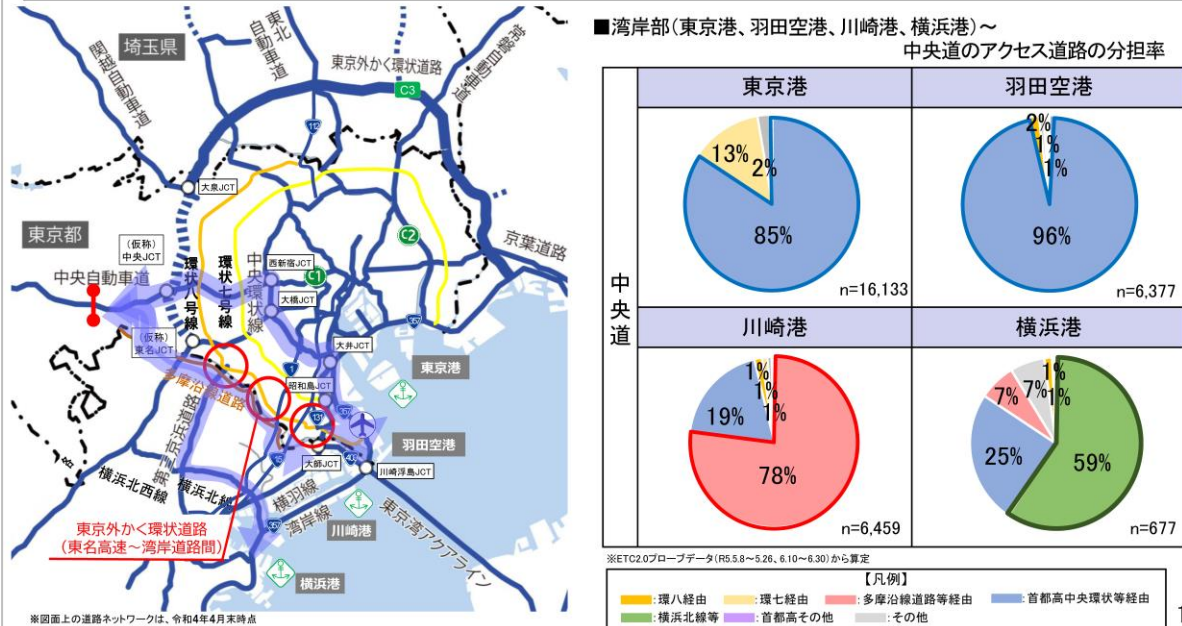 ■湾岸部(東京港、羽田空港、川崎港、横浜港)～
中央道のアクセス道路の分担率
埼玉県
関越自動車道
東北
自動車道
常磐自動車道
東京外かく環状道路
C3
112
大泉JCT
東京都
(仮称)
中央JCT
中央自動車道
環状八号線
環状七号線
中央環状線
西新宿JCT
C1
C2
大橋JCT
京葉道路
357
(仮称)
東名JCT
大井JCT
1
東京港
昭和島JCT
多摩沿線道路
357
131
羽田空港
第三京浜道路
大師JCT
15
409
川崎浮島JCT
横浜北西線
横浜北線
横羽線
湾岸線
357
東京湾アクアライン
川崎港
横浜港
東京外かく環状道路
(東名高速～湾岸道路間)
※図面上の道路ネットワークは、令和4年4月末時点
中央道
東京港
13%
2%
85%
n=16,133
羽田空港
2%
1%
1%
96%
n=6,377
川崎港
1%
1%
1%
19%
78%
n=6,459
横浜港
1%
1%
7%
7%
25%
59%
n=677
※ETC2.0プローブデータ(R5.5.8～5.26、6.10～6.30)から算定
【凡例】
:環八経由 :環七経由 :多摩沿線道路等経由 :首都高中央環状等経由
:横浜北線等 :首都高その他 :その他